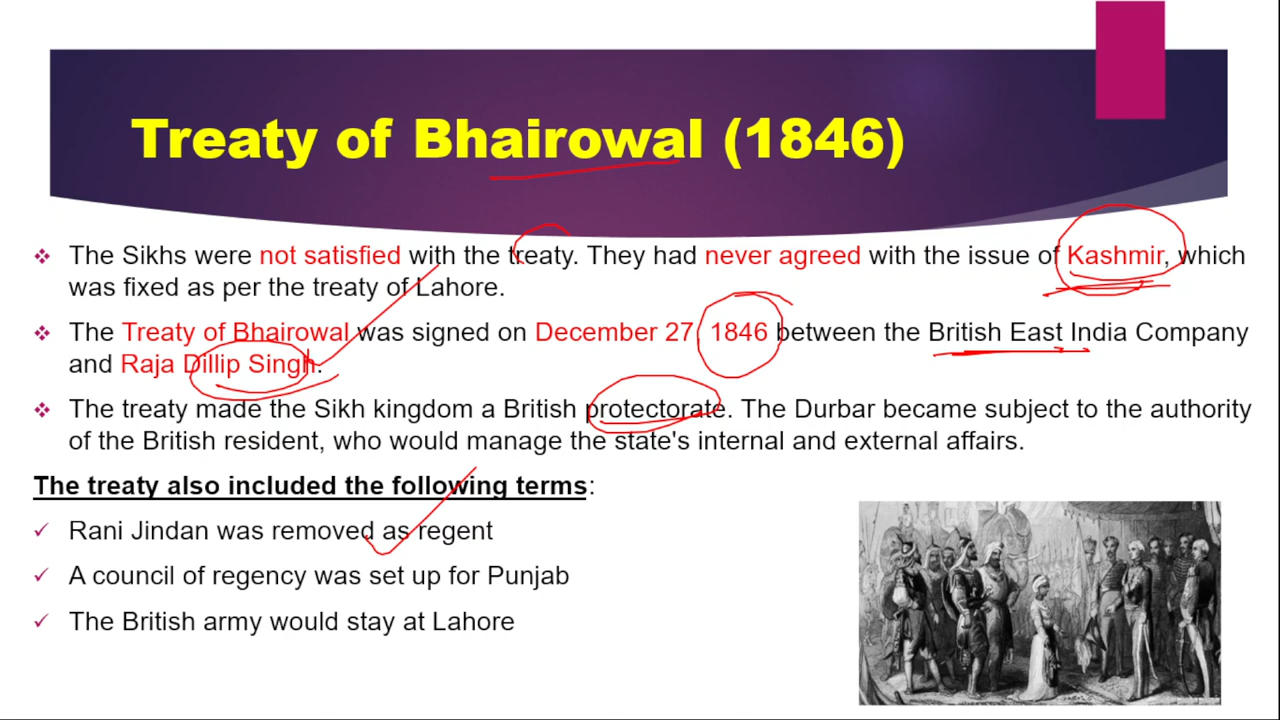 Treaty of Bhairowal (1846)
The Sikhs were not satisfied with the treaty. They had never agreed with the issue of Kashmir, which
was fixed as per the treaty of Lahore.
The Treaty of Bhairowal was signed on December 27, 1846 between the British East India Company
and Raja Dillip Singh.
The treaty made the Sikh kingdom a British protectorate. The Durbar became subject to the authority
of the British resident, who would manage the state's internal and external affairs.
The treaty also included the following terms:
Rani Jindan was removed as regent
A council of regency was set up for Punjab
The British army would stay at Lahore